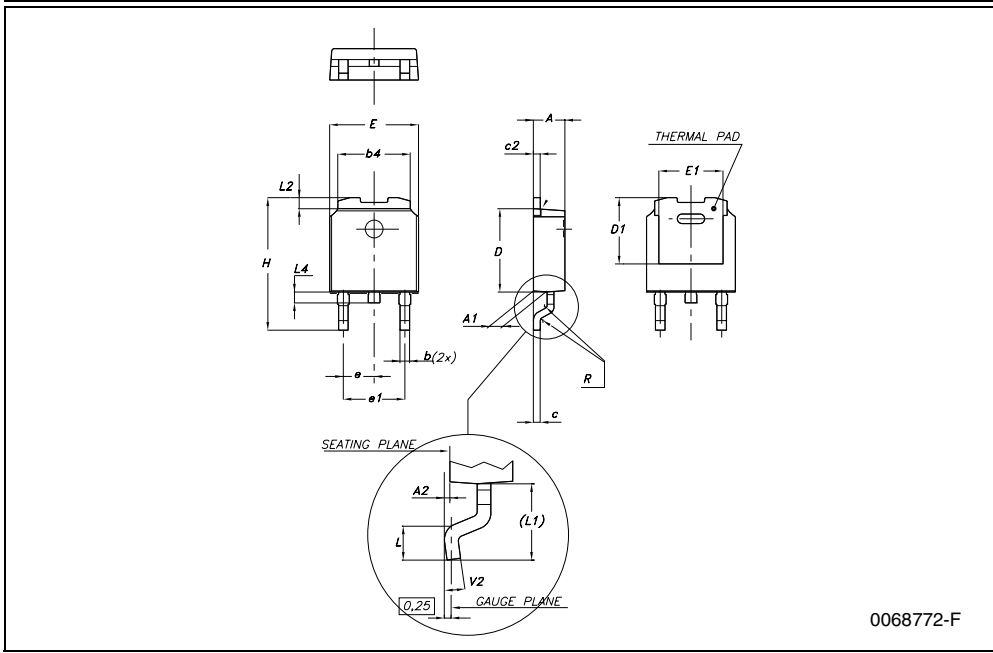 E
b4
L2
H
L4
b(2x)
e
e1
A
c2
D
A1
R
c
THERMAL PAD
E1
D1
SEATING PLANE
A2
(L1)
L
V2
0,25
GAUGE PLANE
0068772-F